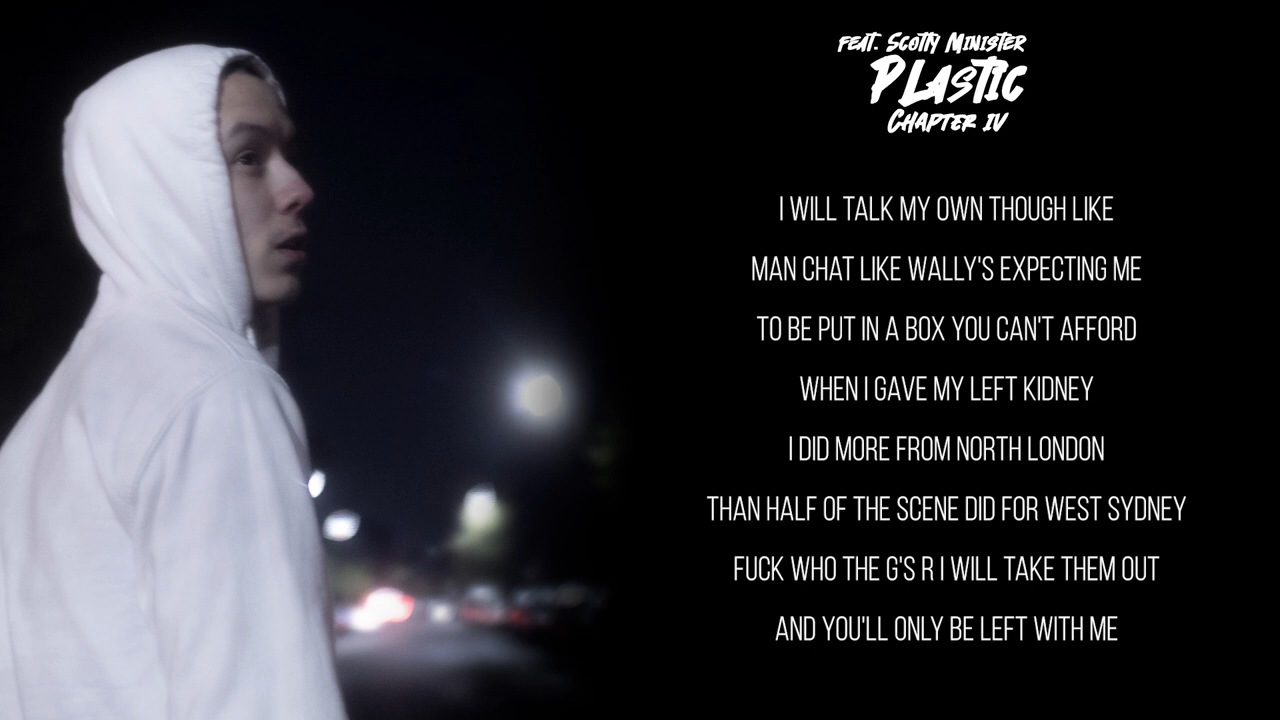 FEAT. SCOTTY MINISTER
PLASTIC
CHAPTER IV
I WILL TALK MY OWN THOUGH LIKE
MAN CHAT LIKE WALLY'S EXPECTING ME
TO BE PUT IN A BOX YOU CAN'T AFFORD
WHEN I GAVE MY LEFT KIDNEY
I DID MORE FROM NORTH LONDON
THAN HALF OF THE SCENE DID FOR WEST SYDNEY
FUCK WHO THE G'S R I WILL TAKE THEM OUT
AND YOU'LL ONLY BE LEFT WITH ME